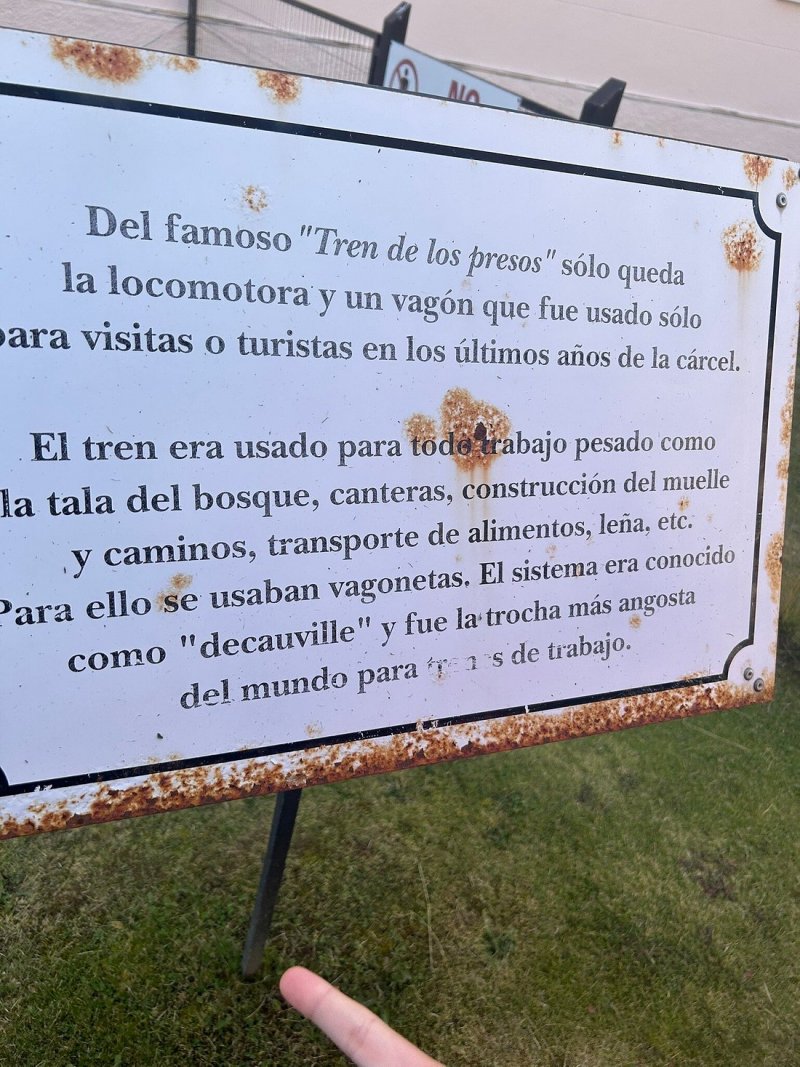 NO
Del famoso "Tren de los presos" sólo queda
la locomotora y un vagón que fue usado sólo
para visitas o turistas en los últimos años de la cárcel.
El tren era usado para todo trabajo pesado como
la tala del bosque, canteras, construcción del muelle
y caminos, transporte de alimentos, leña, etc.
Para ello se usaban vagonetas. El sistema era conocido
como "decauville" y fue la trocha más angosta
del mundo para trenes de trabajo.